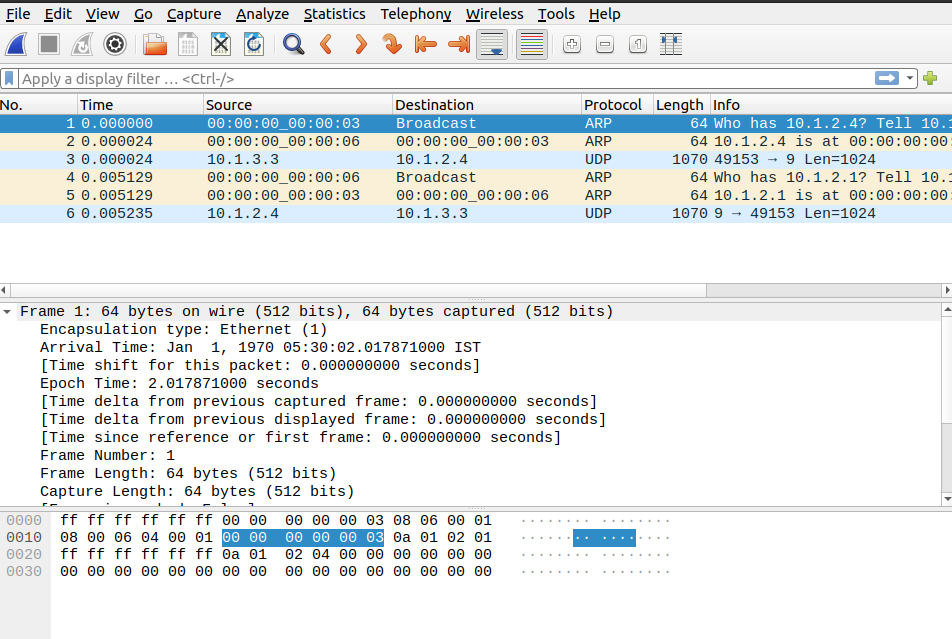 File Edit View Go Capture Analyze Statistics Telephony Wireless Tools Help
Apply a display filter … <Ctrl-/>
No. Time Source Destination Protocol Length Info
1 0.000000 00:00:00_00:00:03 Broadcast ARP 64 Who has 10.1.2.4? Tell 10.1
2 0.000024 00:00:00_00:00:06 00:00:00_00:00:03 ARP 64 10.1.2.4 is at 00:00:00:00:
3 0.000024 10.1.3.3 10.1.2.4 UDP 1070 49153 → 9 Len=1024
4 0.005129 00:00:00_00:00:06 Broadcast ARP 64 Who has 10.1.2.1? Tell 10.1
5 0.005129 00:00:00_00:00:03 00:00:00_00:00:06 ARP 64 10.1.2.1 is at 00:00:00:00:
6 0.005235 10.1.2.4 10.1.3.3 UDP 1070 9 → 49153 Len=1024
Frame 1: 64 bytes on wire (512 bits), 64 bytes captured (512 bits)
Encapsulation type: Ethernet (1)
Arrival Time: Jan  1, 1970 05:30:02.017871000 IST
[Time shift for this packet: 0.000000000 seconds]
Epoch Time: 2.017871000 seconds
[Time delta from previous captured frame: 0.000000000 seconds]
[Time delta from previous displayed frame: 0.000000000 seconds]
[Time since reference or first frame: 0.000000000 seconds]
Frame Number: 1
Frame Length: 64 bytes (512 bits)
Capture Length: 64 bytes (512 bits)
0000 ff ff ff ff ff ff 00 00 00 00 00 03 08 06 00 01 ········ ········
0010 08 00 06 04 00 01 00 00 00 00 00 03 0a 01 02 01 ········ ········
0020 ff ff ff ff ff ff 0a 01 02 04 00 00 00 00 00 00 ········ ········
0030 00 00 00 00 00 00 00 00 00 00 00 00 00 00 00 00 ········ ········